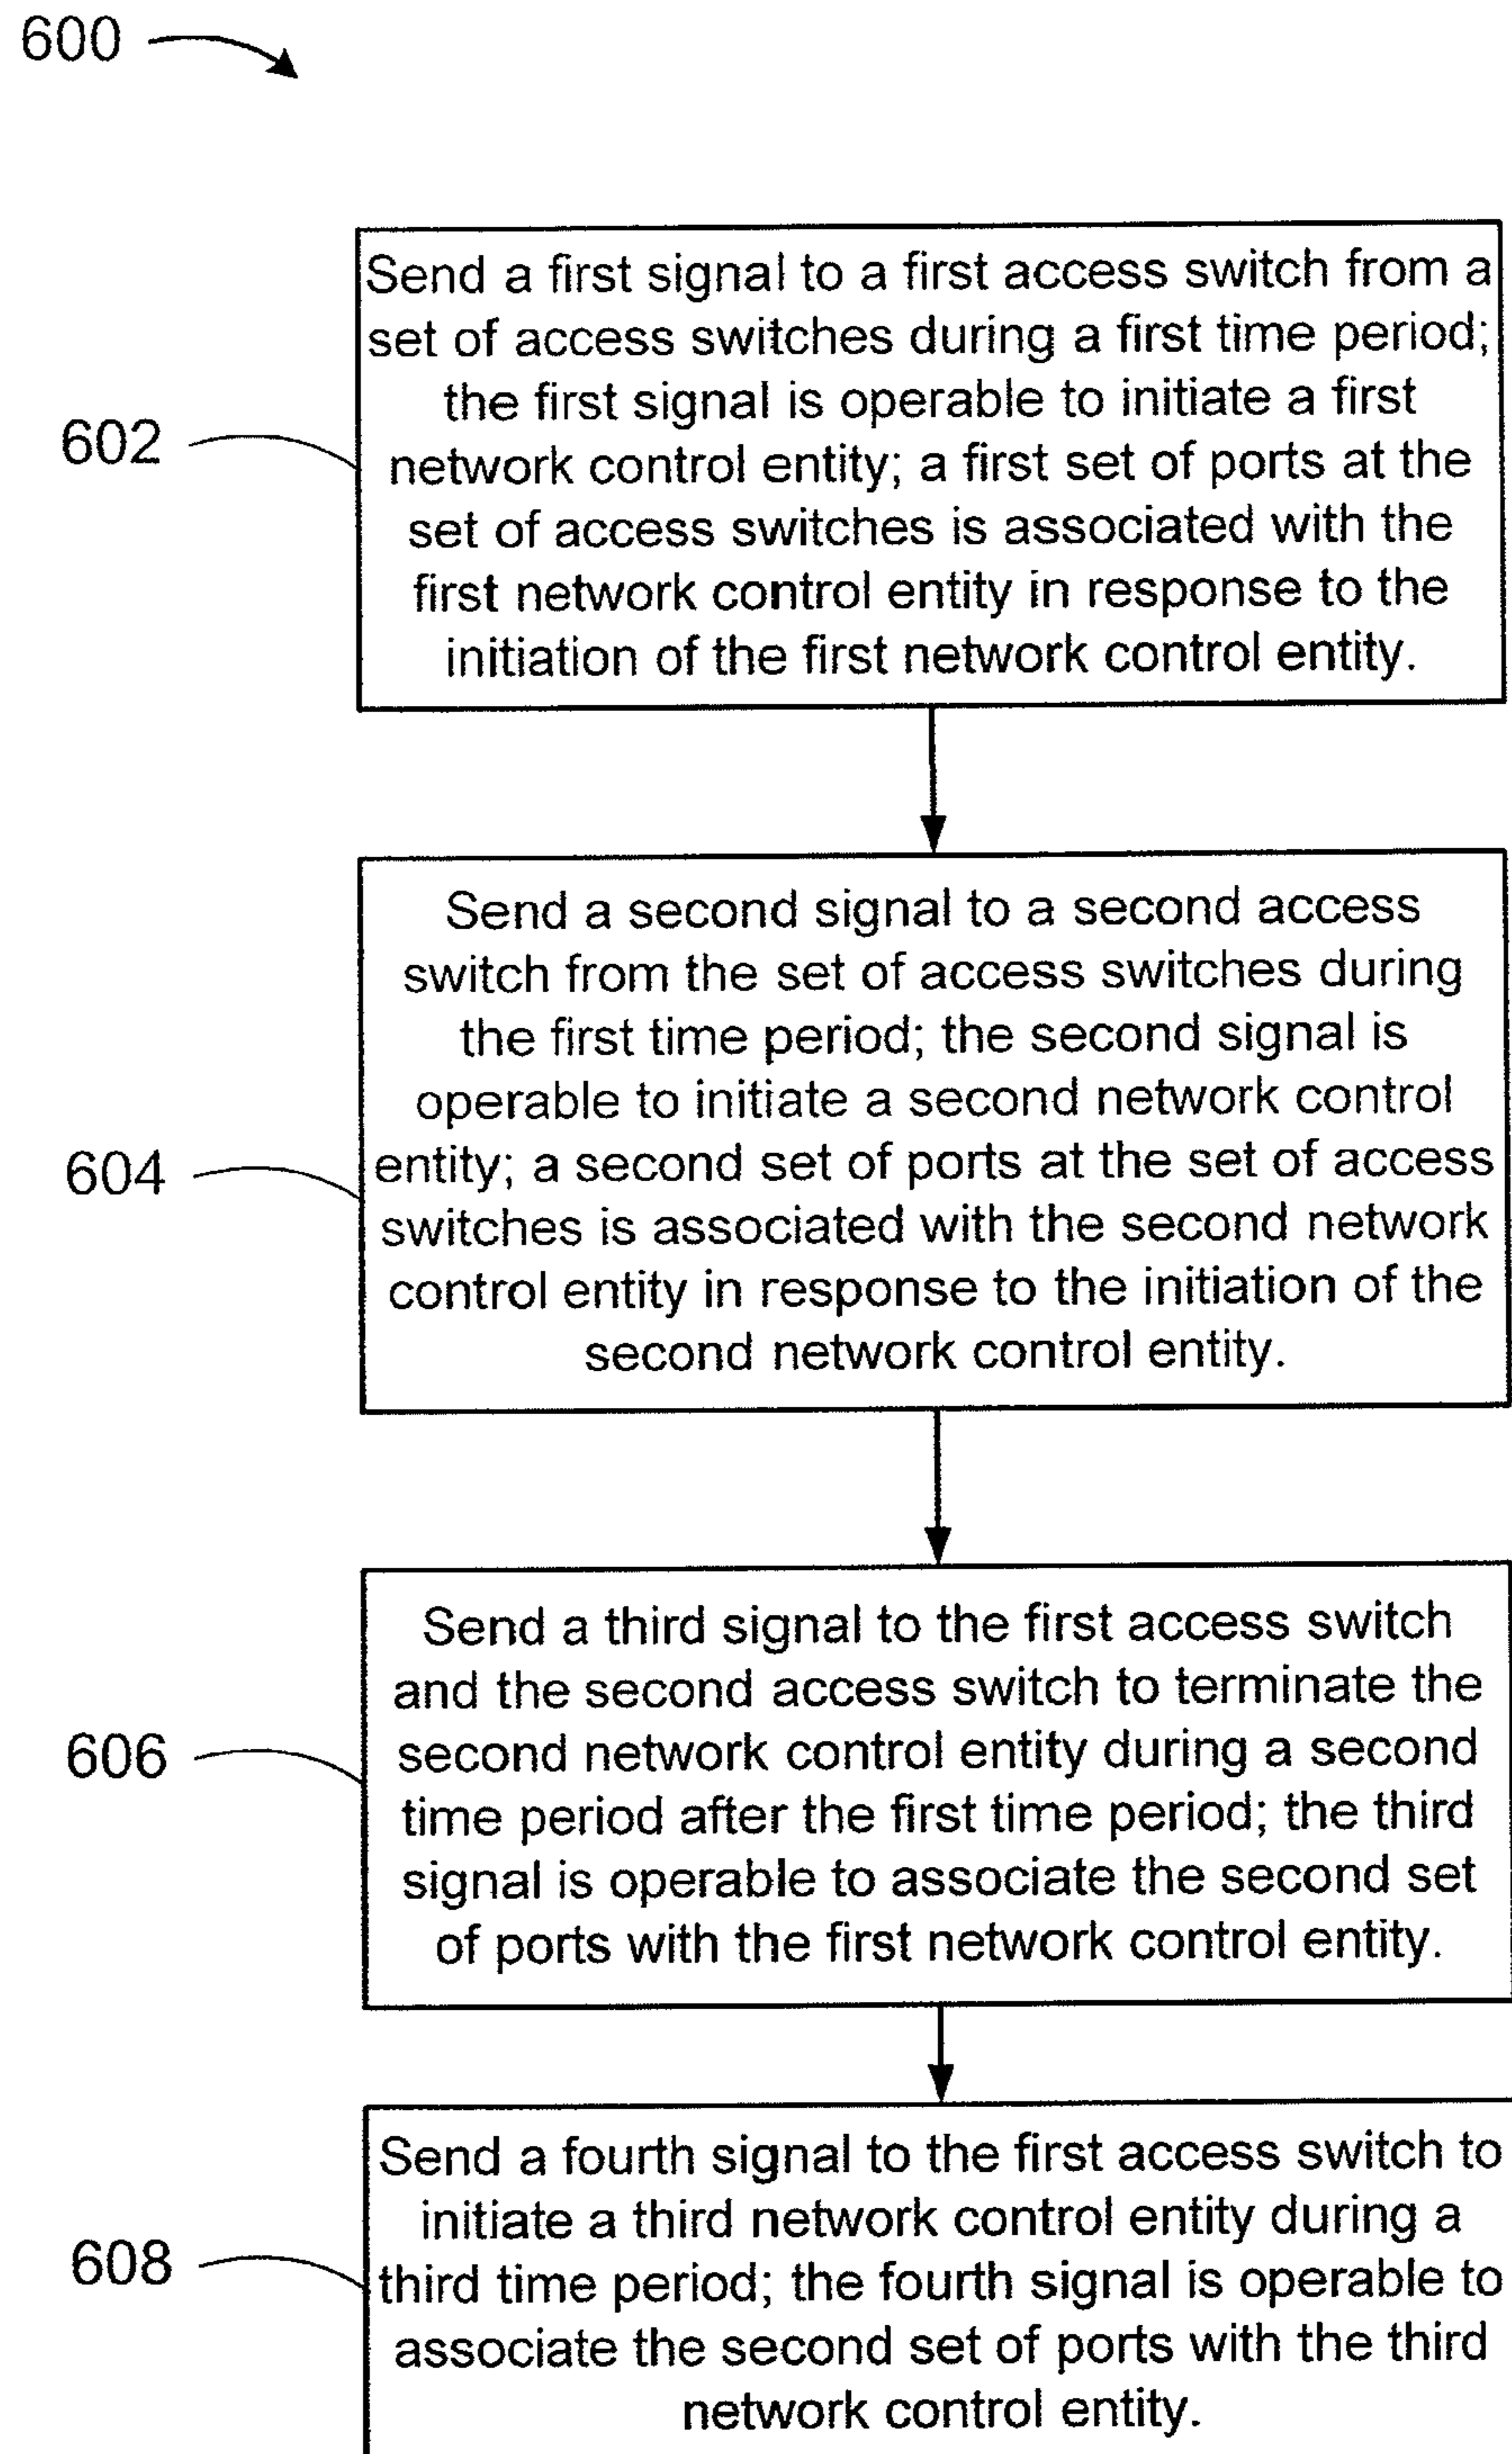 600
Send a first signal to a first access switch from a
set of access switches during a first time period;
the first signal is operable to initiate a first
602
network control entity; a first set of ports at the
set of access switches is associated with the
first network control entity in response to the
initiation of the first network control entity.
Send a second signal to a second access
switch from the set of access switches during
the first time period; the second signal is
operable to initiate a second network control
604
entity; a second set of ports at the set of access
switches is associated with the second network
control entity in response to the initiation of the
second network control entity.
Send a third signal to the first access switch
and the second access switch to terminate the
606
second network control entity during a second
time period after the first time period; the third
signal is operable to associate the second set
of ports with the first network control entity.
Send a fourth signal to the first access switch to
initiate a third network control entity during a
608
third time period; the fourth signal is operable to
associate the second set of ports with the third
network control entity.